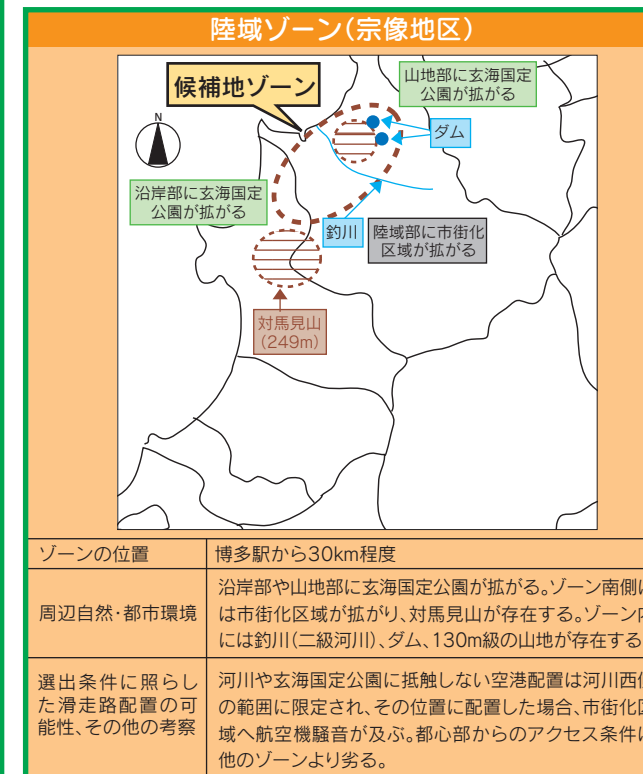 陸域ゾーン(宗像地区)
候補地ゾーン
山地部に玄海国定
公園が拡がる
N
ダム
沿岸部に玄海国定
公園が拡がる
釣川
陸域部に市街化
区域が拡がる
対馬見山
(249m)
ゾーンの位置
博多駅から30km程度
周辺自然・都市環境
沿岸部や山地部に玄海国定公園が拡がる。ゾーン南側に
は市街化区域が拡がり、対馬見山が存在する。ゾーン内
には釣川(二級河川)、ダム、130m級の山地が存在する
選出条件に照らし
た滑走路配置の可
能性、その他の考察
河川や玄海国定公園に抵触しない空港配置は河川西側
の範囲に限定され、その位置に配置した場合、市街化区
域へ航空機騒音が及ぶ。都心部からのアクセス条件は
他のゾーンより劣る。